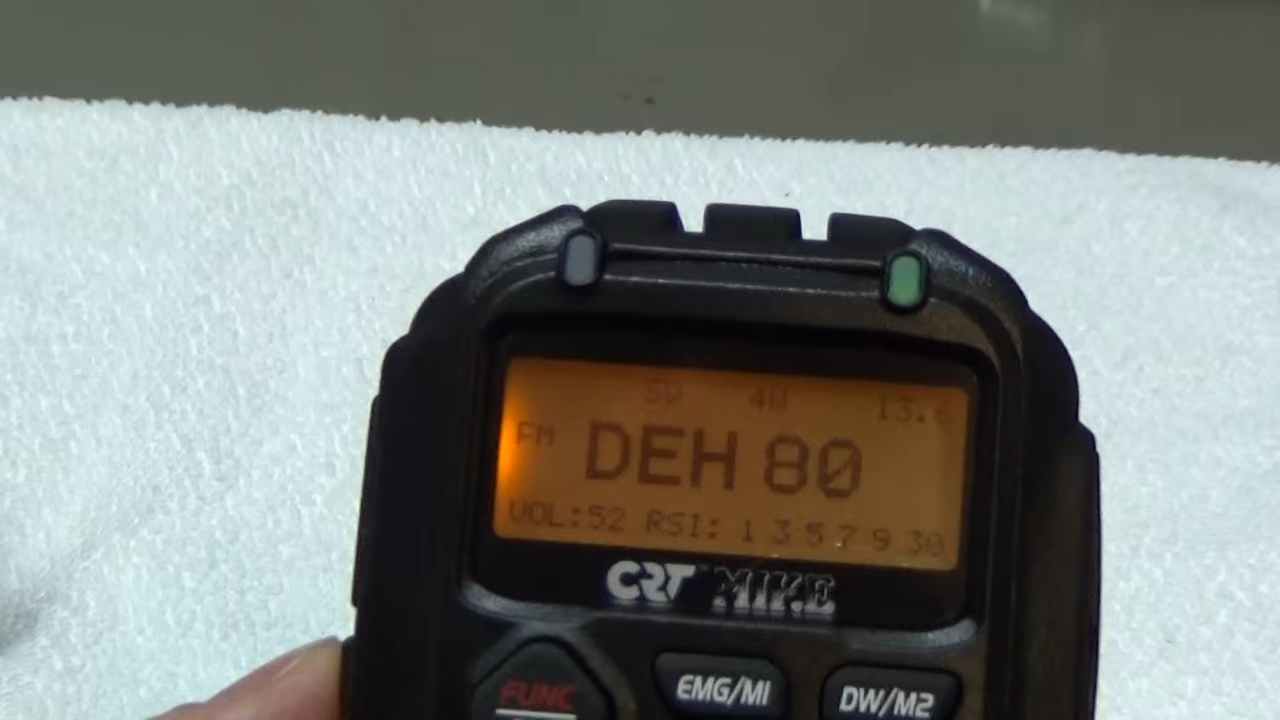 SQ 40 13.6
FM DEH 80
VOL:52 RSI: 1 3 5 7 9 30
CRT MIKE
FUNC EMG/M1 DW/M2